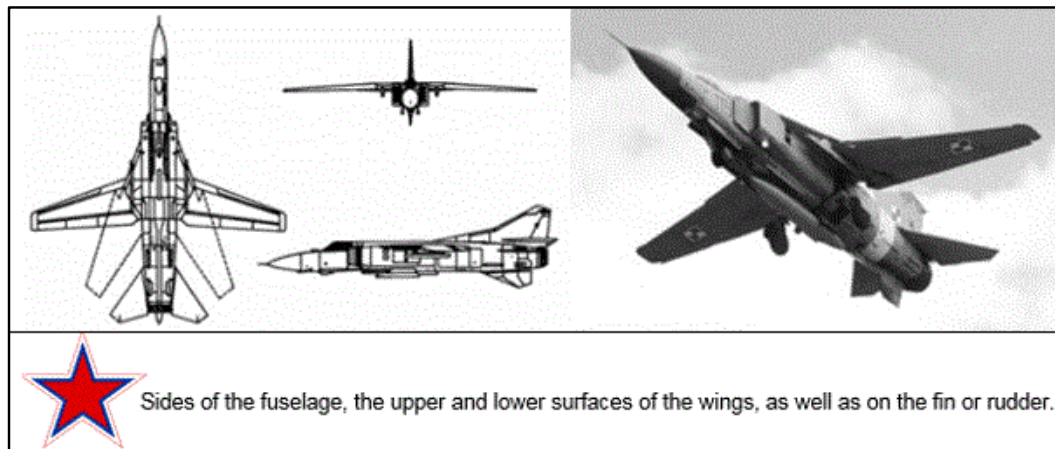 Sides of the fuselage, the upper and lower surfaces of the wings, as well as on the fin or rudder.